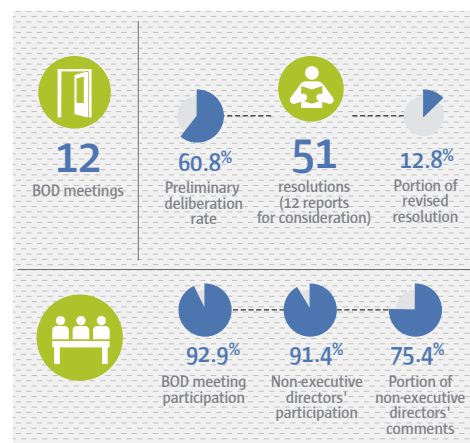 12
BOD meetings
60.8%
Preliminary
deliberation
rate
51
resolutions
(12 reports
for consideration)
12.8%
Portion of
revised
resolution
92.9%
BOD meeting
participation
91.4%
Non-executive
directors'
participation
75.4%
Portion of
non-executive
directors'
comments